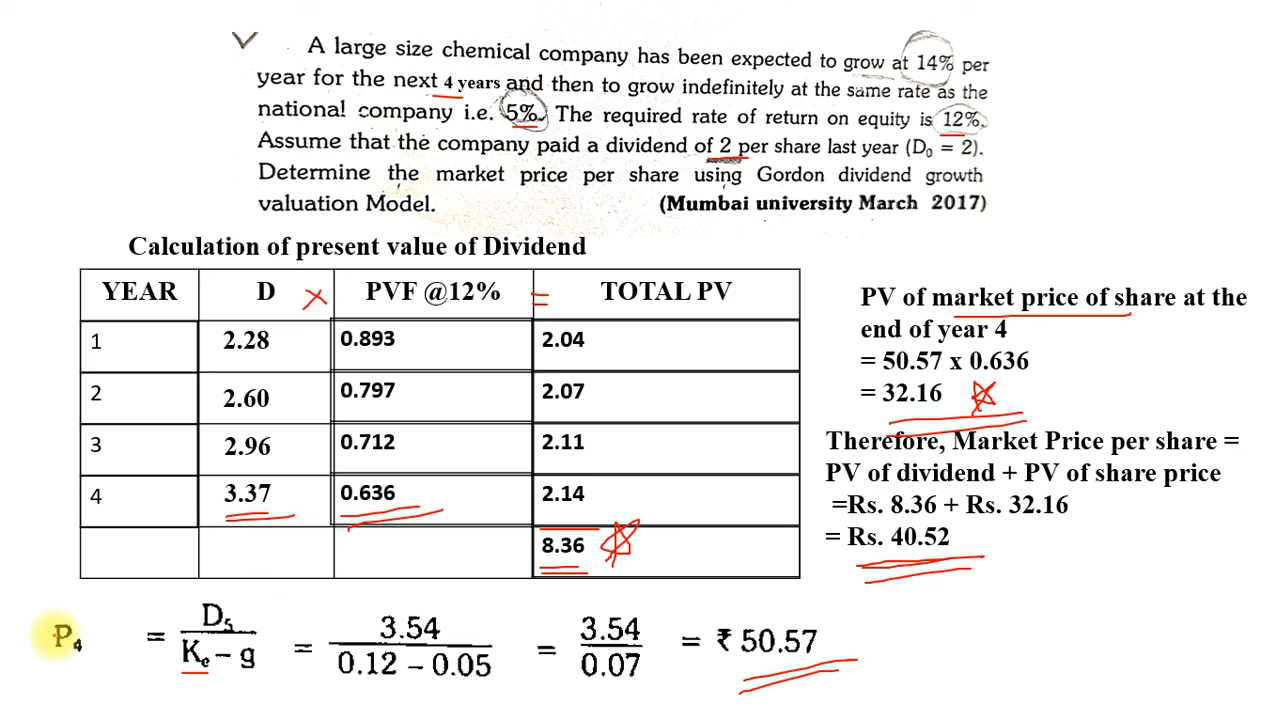 A large size chemical company has been expected to grow at 14% per
year for the next 4 years and then to grow indefinitely at the same rate as the
national company i.e. 5%. The required rate of return on equity is 12%.
Assume that the company paid a dividend of 2 per share last year (D₀ = 2).
Determine the market price per share using Gordon dividend growth
valuation Model. (Mumbai university March 2017)
Calculation of present value of Dividend
YEAR D × PVF @12% = TOTAL PV
1 2.28 0.893 2.04
2 2.60 0.797 2.07
3 2.96 0.712 2.11
4 3.37 0.636 2.14
8.36
PV of market price of share at the
end of year 4
= 50.57 x 0.636
= 32.16
Therefore, Market Price per share =
PV of dividend + PV of share price
=Rs. 8.36 + Rs. 32.16
= Rs. 40.52
P₄ = D₅ / Kₑ – g = 3.54 / 0.12 – 0.05 = 3.54 / 0.07 = ₹ 50.57